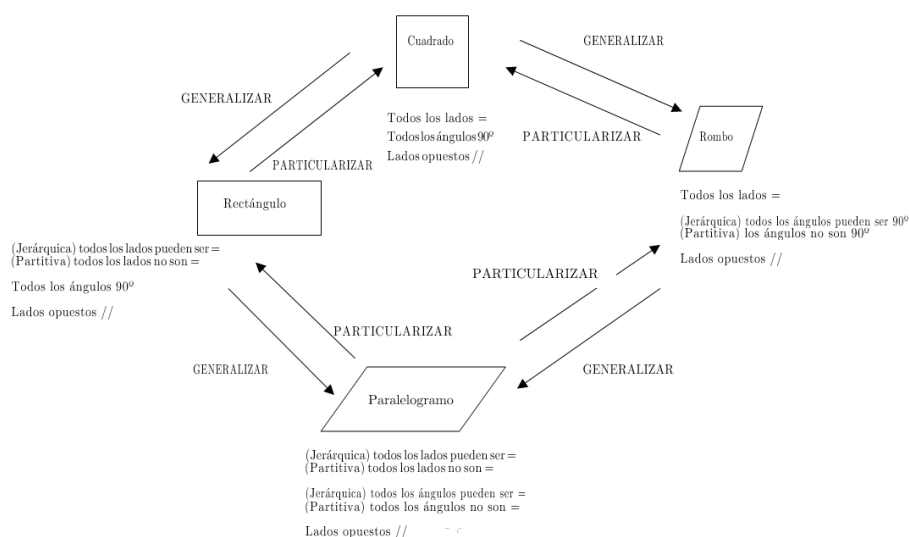 Cuadrado
GENERALIZAR
GENERALIZAR
Todos los lados =
Todos los ángulos 90º
Lados opuestos //
PARTICULARIZAR
Rombo
PARTICULARIZAR
Rectángulo
Todos los lados =
(Jerárquica) todos los ángulos pueden ser 90º
(Partitiva) los ángulos no son 90º
Lados opuestos //
(Jerárquica) todos los lados pueden ser =
(Partitiva) todos los lados no son =
Todos los ángulos 90º
Lados opuestos //
PARTICULARIZAR
PARTICULARIZAR
GENERALIZAR
GENERALIZAR
Paralelogramo
(Jerárquica) todos los lados pueden ser =
(Partitiva) todos los lados no son =
(Jerárquica) todos los ángulos pueden ser =
(Partitiva) todos los ángulos no son =
Lados opuestos //